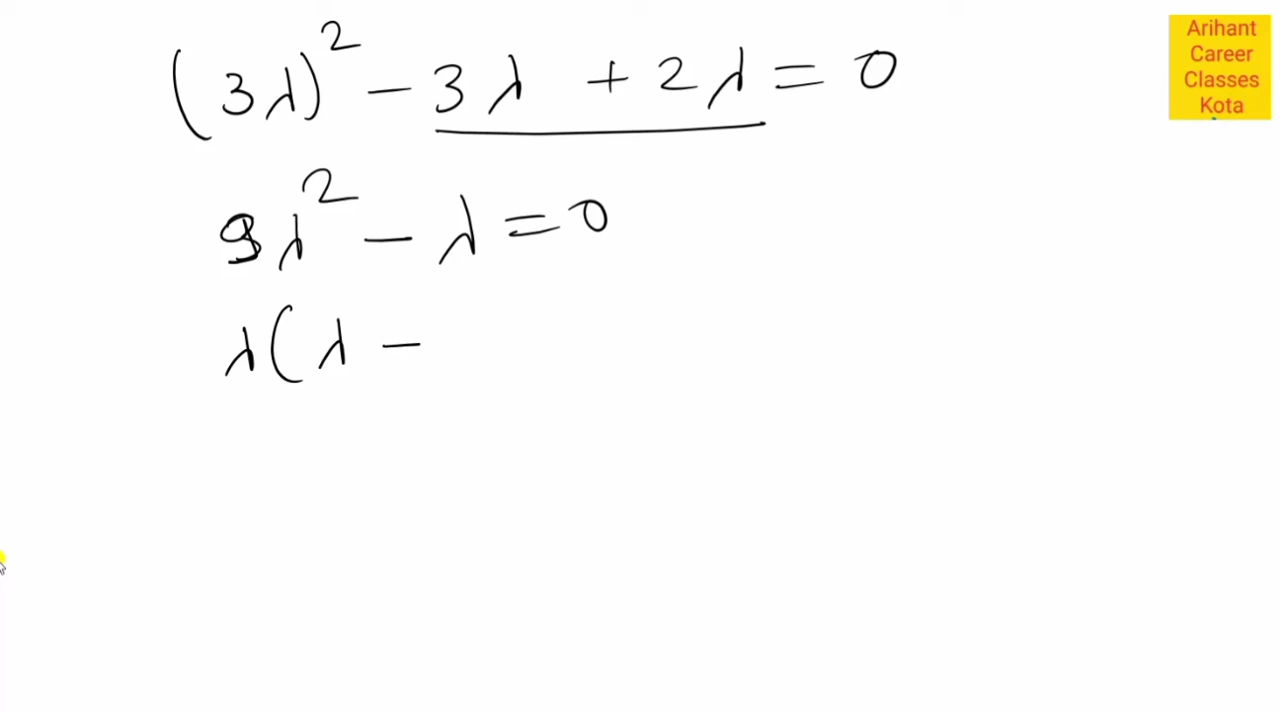 (3λ)² - 3λ + 2λ = 0
9λ² - λ = 0
λ(λ -
Arihant
Career
Classes
Kota